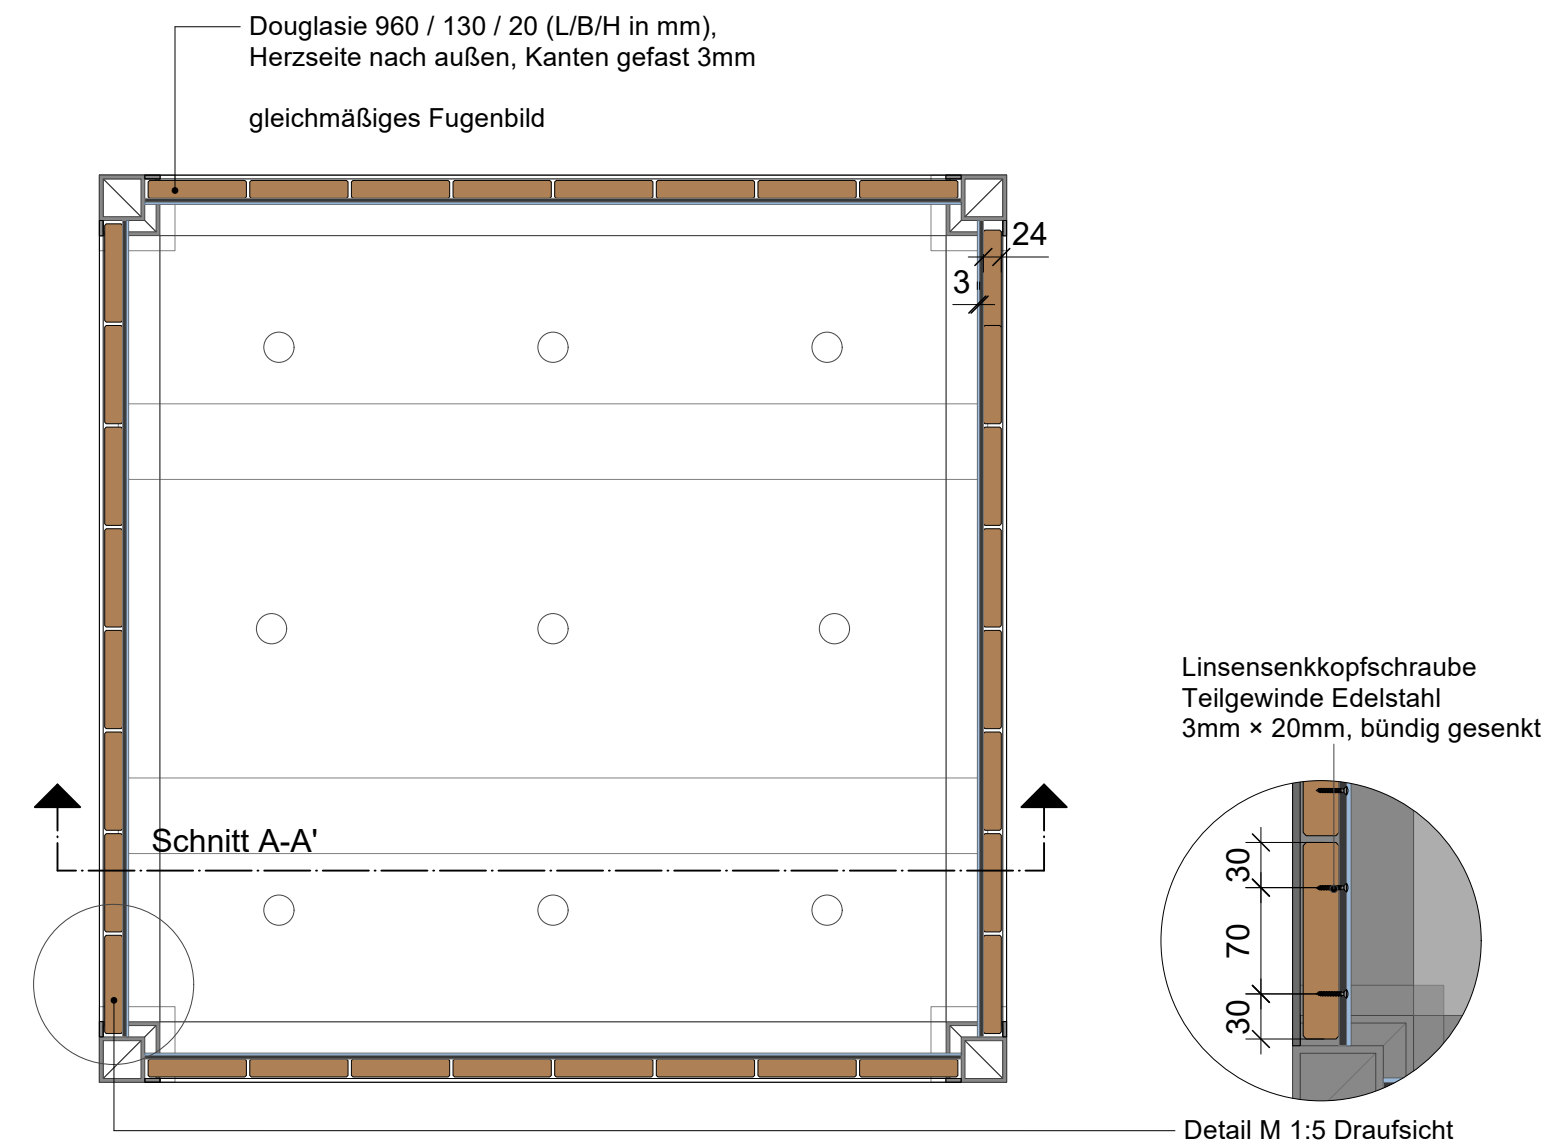 Douglasie 960 / 130 / 20 (L/B/H in mm),
Herzseite nach außen, Kanten gefast 3mm
gleichmäßiges Fugenbild
24
3
Schnitt A-A'
Linsensenkkopfschraube
Teilgewinde Edelstahl
3mm × 20mm, bündig gesenkt
30
70
30
Detail M 1:5 Draufsicht